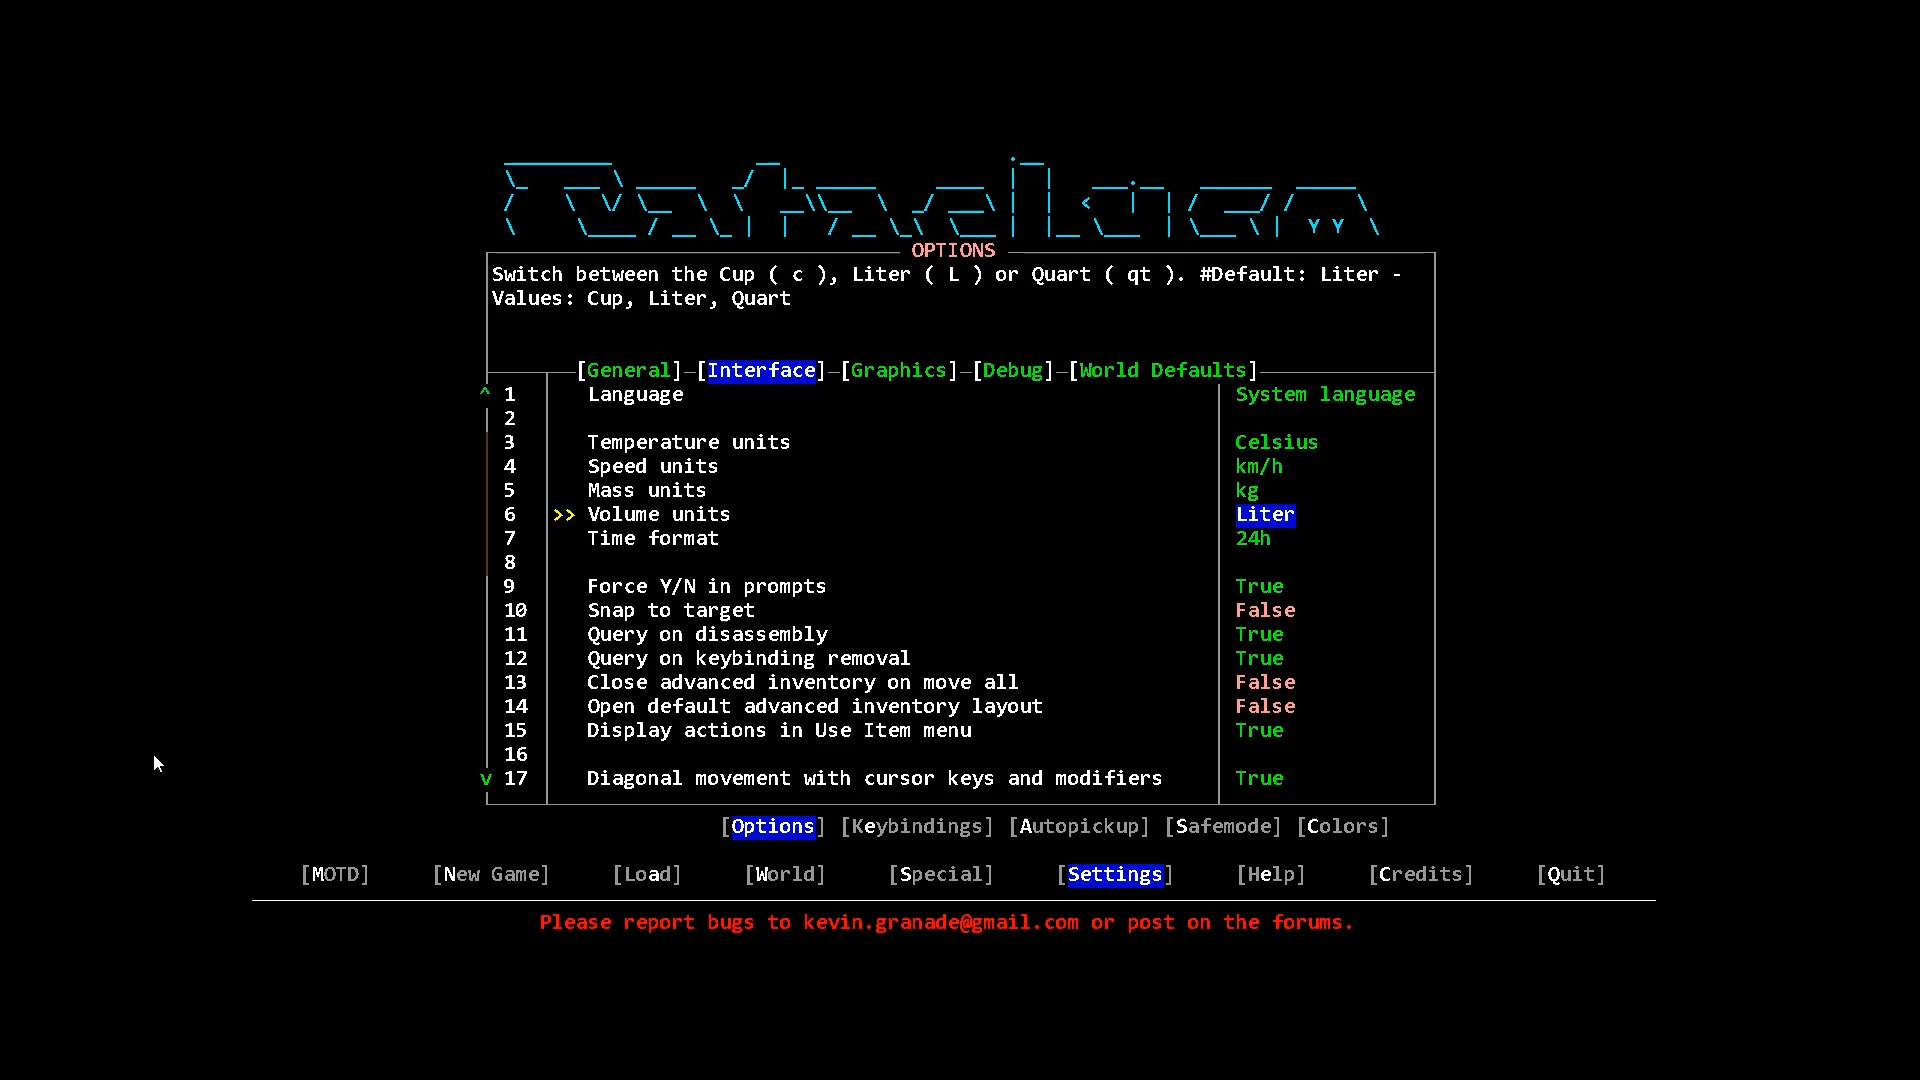 OPTIONS
Switch between the Cup ( c ), Liter ( L ) or Quart ( qt ). #Default: Liter -
Values: Cup, Liter, Quart
[General] [Interface] [Graphics] [Debug] [World Defaults]
^ 1 Language System language
2
3 Temperature units Celsius
4 Speed units km/h
5 Mass units kg
6 >> Volume units Liter
7 Time format 24h
8
9 Force Y/N in prompts True
10 Snap to target False
11 Query on disassembly True
12 Query on keybinding removal True
13 Close advanced inventory on move all False
14 Open default advanced inventory layout False
15 Display actions in Use Item menu True
16
v 17 Diagonal movement with cursor keys and modifiers True
[Options] [Keybindings] [Autopickup] [Safemode] [Colors]
[MOTD] [New Game] [Load] [World] [Special] [Settings] [Help] [Credits] [Quit]
Please report bugs to kevin.granade@gmail.com or post on the forums.